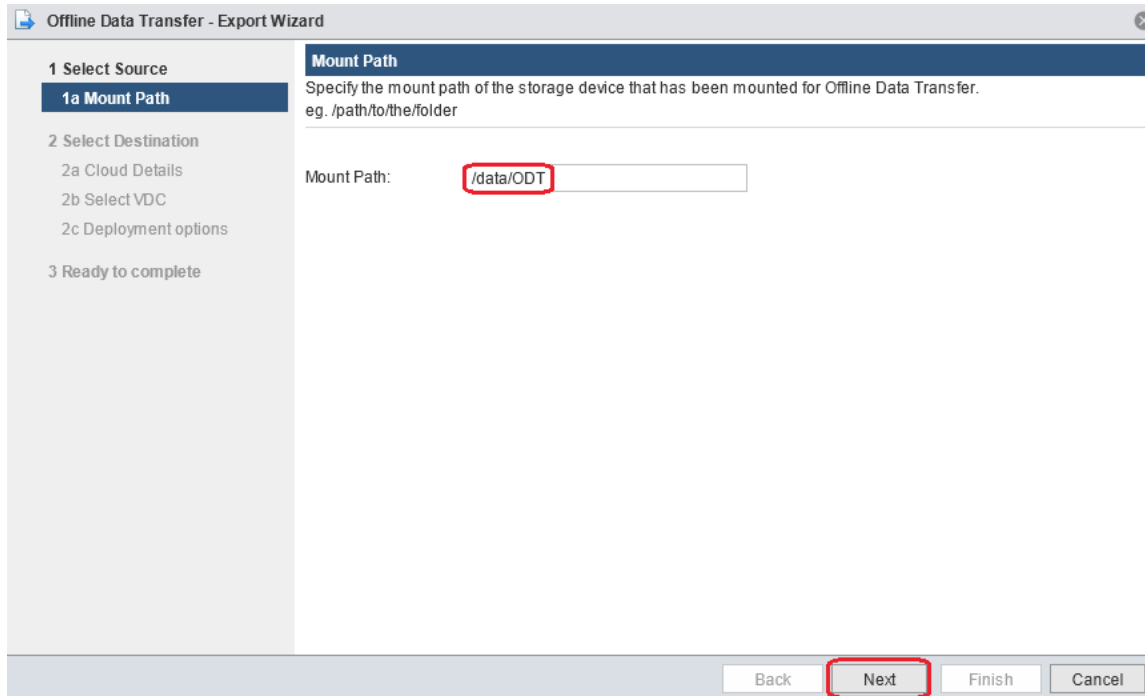 Offline Data Transfer - Export Wizard
1 Select Source
1a Mount Path
2 Select Destination
2a Cloud Details
2b Select VDC
2c Deployment options
3 Ready to complete
Mount Path
Specify the mount path of the storage device that has been mounted for Offline Data Transfer.
eg. /path/to/the/folder
Mount Path: /data/ODT
Back Next Finish Cancel